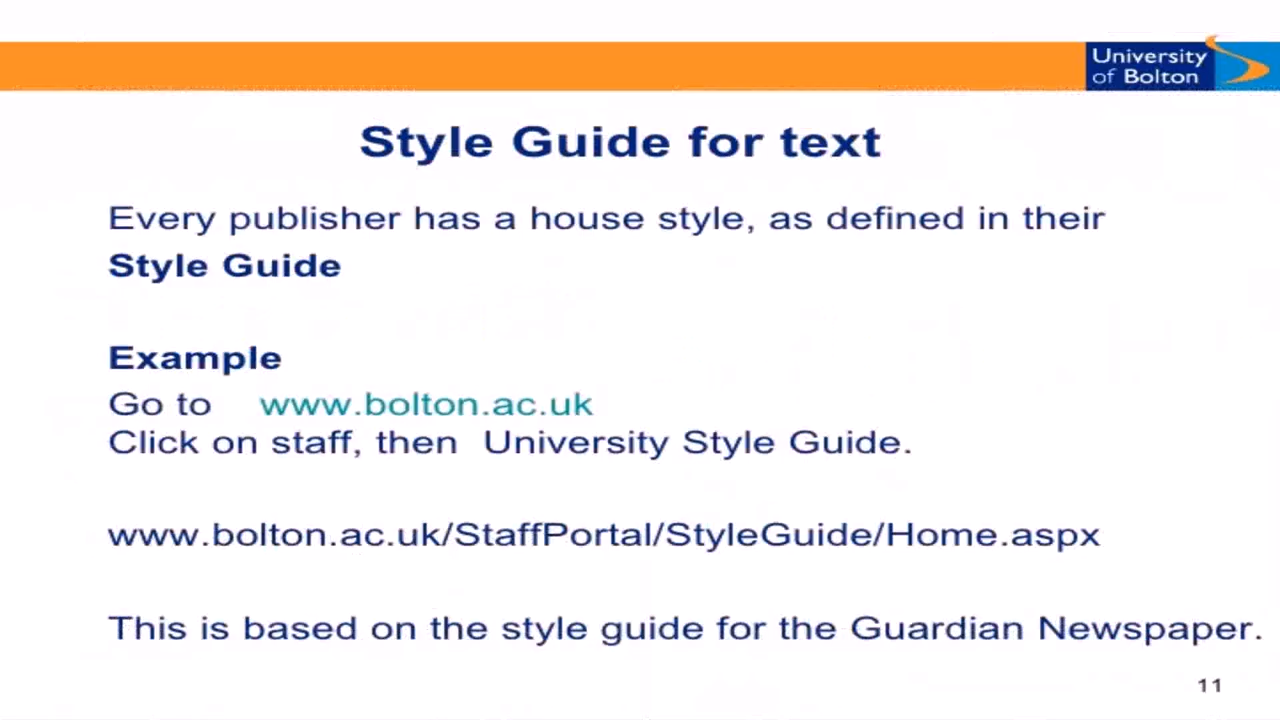 University
of Bolton
Style Guide for text
Every publisher has a house style, as defined in their
Style Guide
Example
Go to www.bolton.ac.uk
Click on staff, then University Style Guide.
www.bolton.ac.uk/StaffPortal/StyleGuide/Home.aspx
This is based on the style guide for the Guardian Newspaper.
11